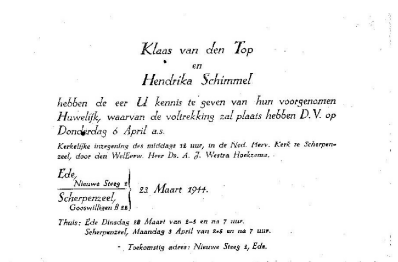 Klaas van den Top
en
Hendrika Schimmel
hebben de eer U kennis te geven van hun voorgenomen
Huwelijk, waarvan de voltrekking zal plaats hebben D.V. op
Donderdag 6 April a.s.
Kerkelijke inzegening des middags 12 uur, in de Ned. Herv. Kerk te Scherpen-
zeel, door den WelEerw. Heer Ds. A. J. Westra Hoekzema.
Ede,
Nieuwe Steeg 2
Scherpenzeel,
Gooswilligen B 22
23 Maart 1944.
Thuis: Ede Dinsdag 28 Maart van 2-5 en na 7 uur.
Scherpenzeel, Maandag 3 April van 2-5 en na 7 uur.
Toekomstig adres: Nieuwe Steeg 2, Ede.